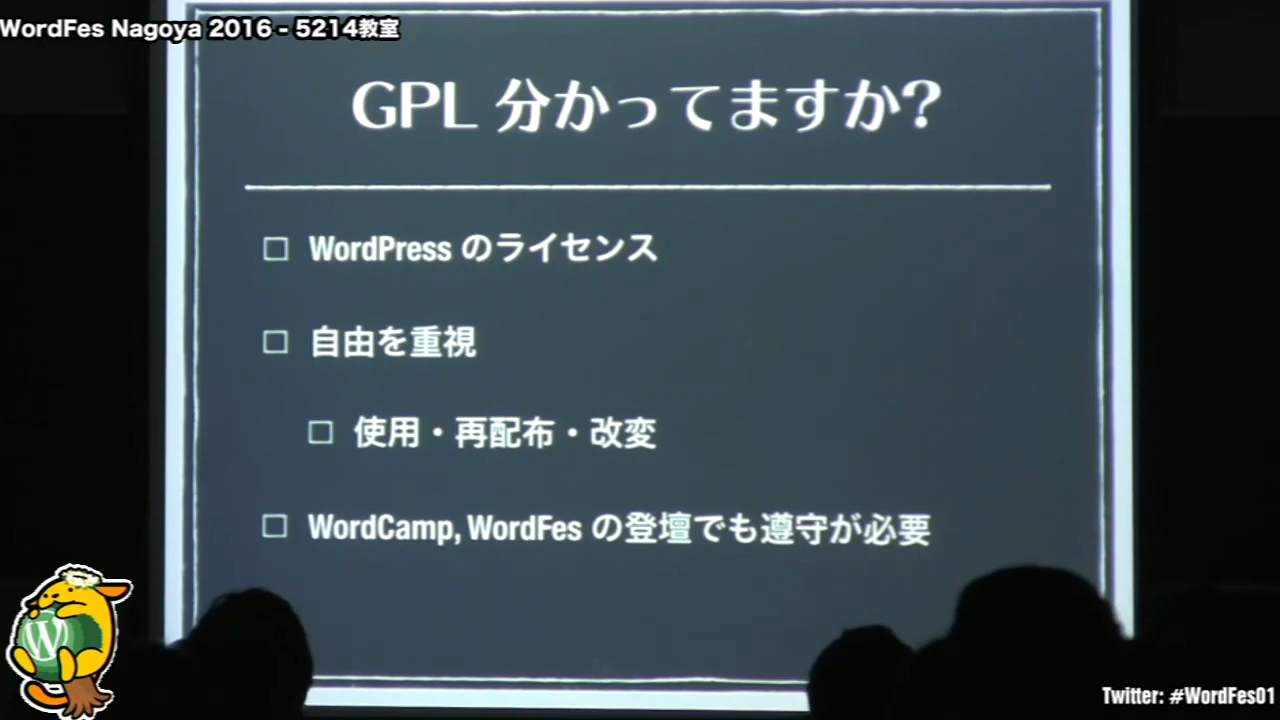 WordFes Nagoya 2016 - 5214教室
GPL 分かってますか?
WordPress のライセンス
自由を重視
使用・再配布・改変
WordCamp, WordFes の登壇でも遵守が必要
W
Twitter: #WordFes01